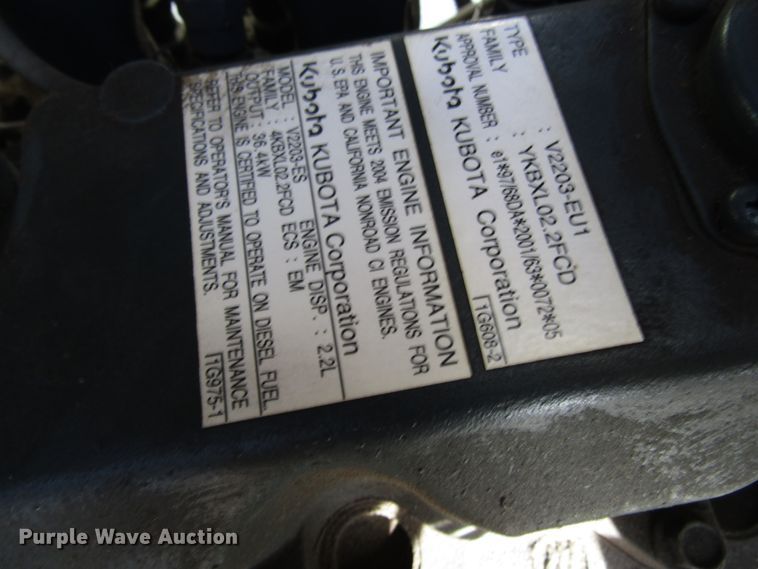 TYPE : V2203-EU1
FAMILY : YKBXL02.2FCD
APPROVAL NUMBER : e1*97/68DA*2001/63*0072*05
Kubota KUBOTA Corporation
1G608-2
IMPORTANT ENGINE INFORMATION
THIS ENGINE MEETS 2004 EMISSION REGULATIONS FOR
U.S. EPA AND CALIFORNIA NONROAD CI ENGINES.
Kubota KUBOTA Corporation
MODEL : V2203-ES ENGINE DISP. : 2.2L
FAMILY : 4KBXL02.2FCD ECS : EM
OUTPUT : 36.4kW
THIS ENGINE IS CERTIFIED TO OPERATE ON DIESEL FUEL.
REFER TO OPERATOR'S MANUAL FOR MAINTENANCE
SPECIFICATIONS AND ADJUSTMENTS.
1G975-1
Purple Wave Auction